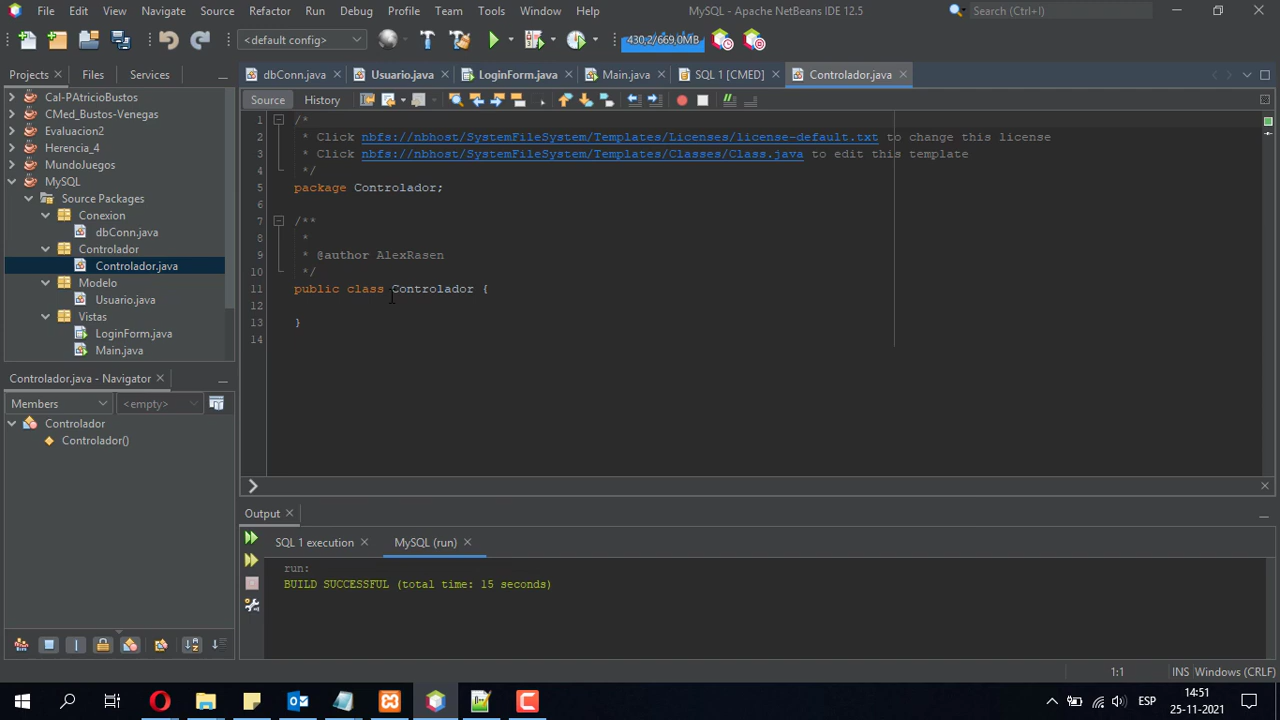 File Edit View Navigate Source Refactor Run Debug Profile Team Tools Window Help
MySQL - Apache NetBeans IDE 12.5
Search (Ctrl+I)
<default config>
430,2/669,0MB
Projects Files Services
dbConn.java Usuario.java LoginForm.java Main.java SQL 1 [CMED] Controlador.java
Source History
Cal-PAtricioBustos
CMed_Bustos-Venegas
Evaluacion2
Herencia_4
MundoJuegos
MySQL
Source Packages
Conexion
dbConn.java
Controlador
Controlador.java
Modelo
Usuario.java
Vistas
LoginForm.java
Main.java
1 /*
2 * Click nbfs://nbhost/SystemFileSystem/Templates/Licenses/license-default.txt to change this license
3 * Click nbfs://nbhost/SystemFileSystem/Templates/Classes/Class.java to edit this template
4 */
5 package Controlador;
6
7 /**
8 *
9 * @author AlexRasen
10 */
11 public class Controlador {
12
13 }
14
Controlador.java - Navigator
Members <empty>
Controlador
Controlador()
Output
SQL 1 execution MySQL (run)
run:
BUILD SUCCESSFUL (total time: 15 seconds)
1:1 INS Windows (CRLF)
ESP
14:51
25-11-2021